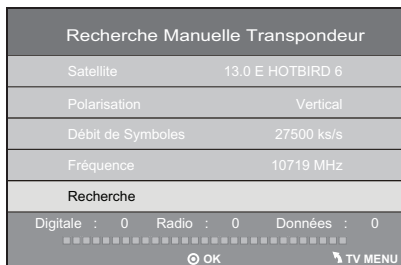 Recherche Manuelle Transpondeur
Satellite 13.0 E HOTBIRD 6
Polarisation Vertical
Débit de Symboles 27500 ks/s
Fréquence 10719 MHz
Recherche
Digitale : 0 Radio : 0 Données : 0
OK TV MENU